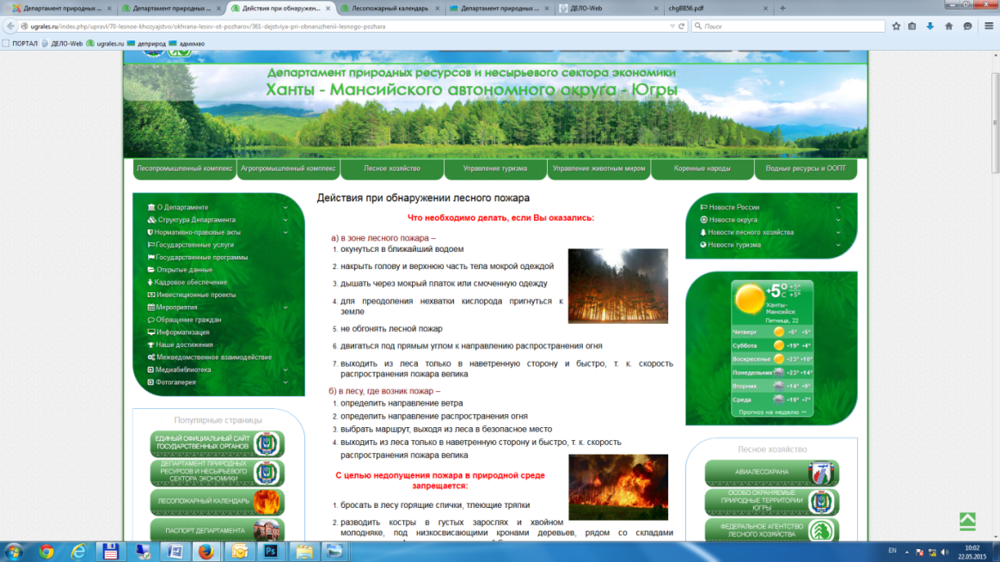 Департамент природных ...
Департамент природных ...
Действия при обнаружен...
Лесопожарный календарь
Департамент природных ...
ДЕЛО-Web
chgBB56.pdf
ugrales.ru/index.php/upravl/70-lesnoe-khozyajstvo/okhrana-lesov-ot-pozharov/361-dejstviya-pri-obnaruzhenii-lesnogo-pozhara
Поиск
ПОРТАЛ ДЕЛО-Web ugrales.ru деприрод адмхмао
Департамент природных ресурсов и несырьевого сектора экономики
Ханты - Мансийского автономного округа - Югры
Лесопромышленный комплекс
Агропромышленный комплекс
Лесное хозяйство
Управление туризма
Управление животным миром
Коренные народы
Водные ресурсы и ООПТ
О Департаменте
Структура Департамента
Нормативно-правовые акты
Государственные услуги
Государственные программы
Открытые данные
Кадровое обеспечение
Инвестиционные проекты
Мероприятия
Обращение граждан
Информатизация
Наши достижения
Межведомственное взаимодействие
Медиабиблиотека
Фотогалерея
Популярные страницы
ЕДИНЫЙ ОФИЦИАЛЬНЫЙ САЙТ
ГОСУДАРСТВЕННЫХ ОРГАНОВ
ДЕПАРТАМЕНТ ПРИРОДНЫХ
РЕСУРСОВ И НЕСЫРЬЕВОГО
СЕКТОРА ЭКОНОМИКИ
ЛЕСОПОЖАРНЫЙ КАЛЕНДАРЬ
ПАСПОРТ ДЕПАРТАМЕНТА
Действия при обнаружении лесного пожара
Что необходимо делать, если Вы оказались:
а) в зоне лесного пожара –
1. окунуться в ближайший водоем
2. накрыть голову и верхнюю часть тела мокрой одеждой
3. дышать через мокрый платок или смоченную одежду
4. для преодоления нехватки кислорода пригнуться к
земле
5. не обгонять лесной пожар
6. двигаться под прямым углом к направлению распространения огня
7. выходить из леса только в наветренную сторону и быстро, т. к. скорость
распространения пожара велика
б) в лесу, где возник пожар –
1. определить направление ветра
2. определить направление распространения огня
3. выбрать маршрут, выходя из леса в безопасное место
4. выходить из леса только в наветренную сторону и быстро, т. к. скорость
распространения пожара велика
С целью недопущения пожара в природной среде
запрещается:
1. бросать в лесу горящие спички, тлеющие тряпки
2. разводить костры в густых зарослях и хвойном
молодняке, под низкосвисающими кронами деревьев, рядом со складами
Новости России
Новости округа
Новости лесного хозяйства
Новости туризма
+5° C +5° +5°
Ханты-
Мансийск
Пятница, 22
Четверг +5° +5°
Суббота +19° +4°
Воскресенье +23° +10°
Понедельник +23° +14°
Вторник +14° +9°
Среда +19° +7°
Прогноз на неделю
Лесное хозяйство
АВИАЛЕСОХРАНА
ОСОБО ОХРАНЯЕМЫЕ
ПРИРОДНЫЕ ТЕРРИТОРИИ
ЮГРЫ
ФЕДЕРАЛЬНОЕ АГЕНТСТВО
ЛЕСНОГО ХОЗЯЙСТВА
EN
10:02
22.05.2015